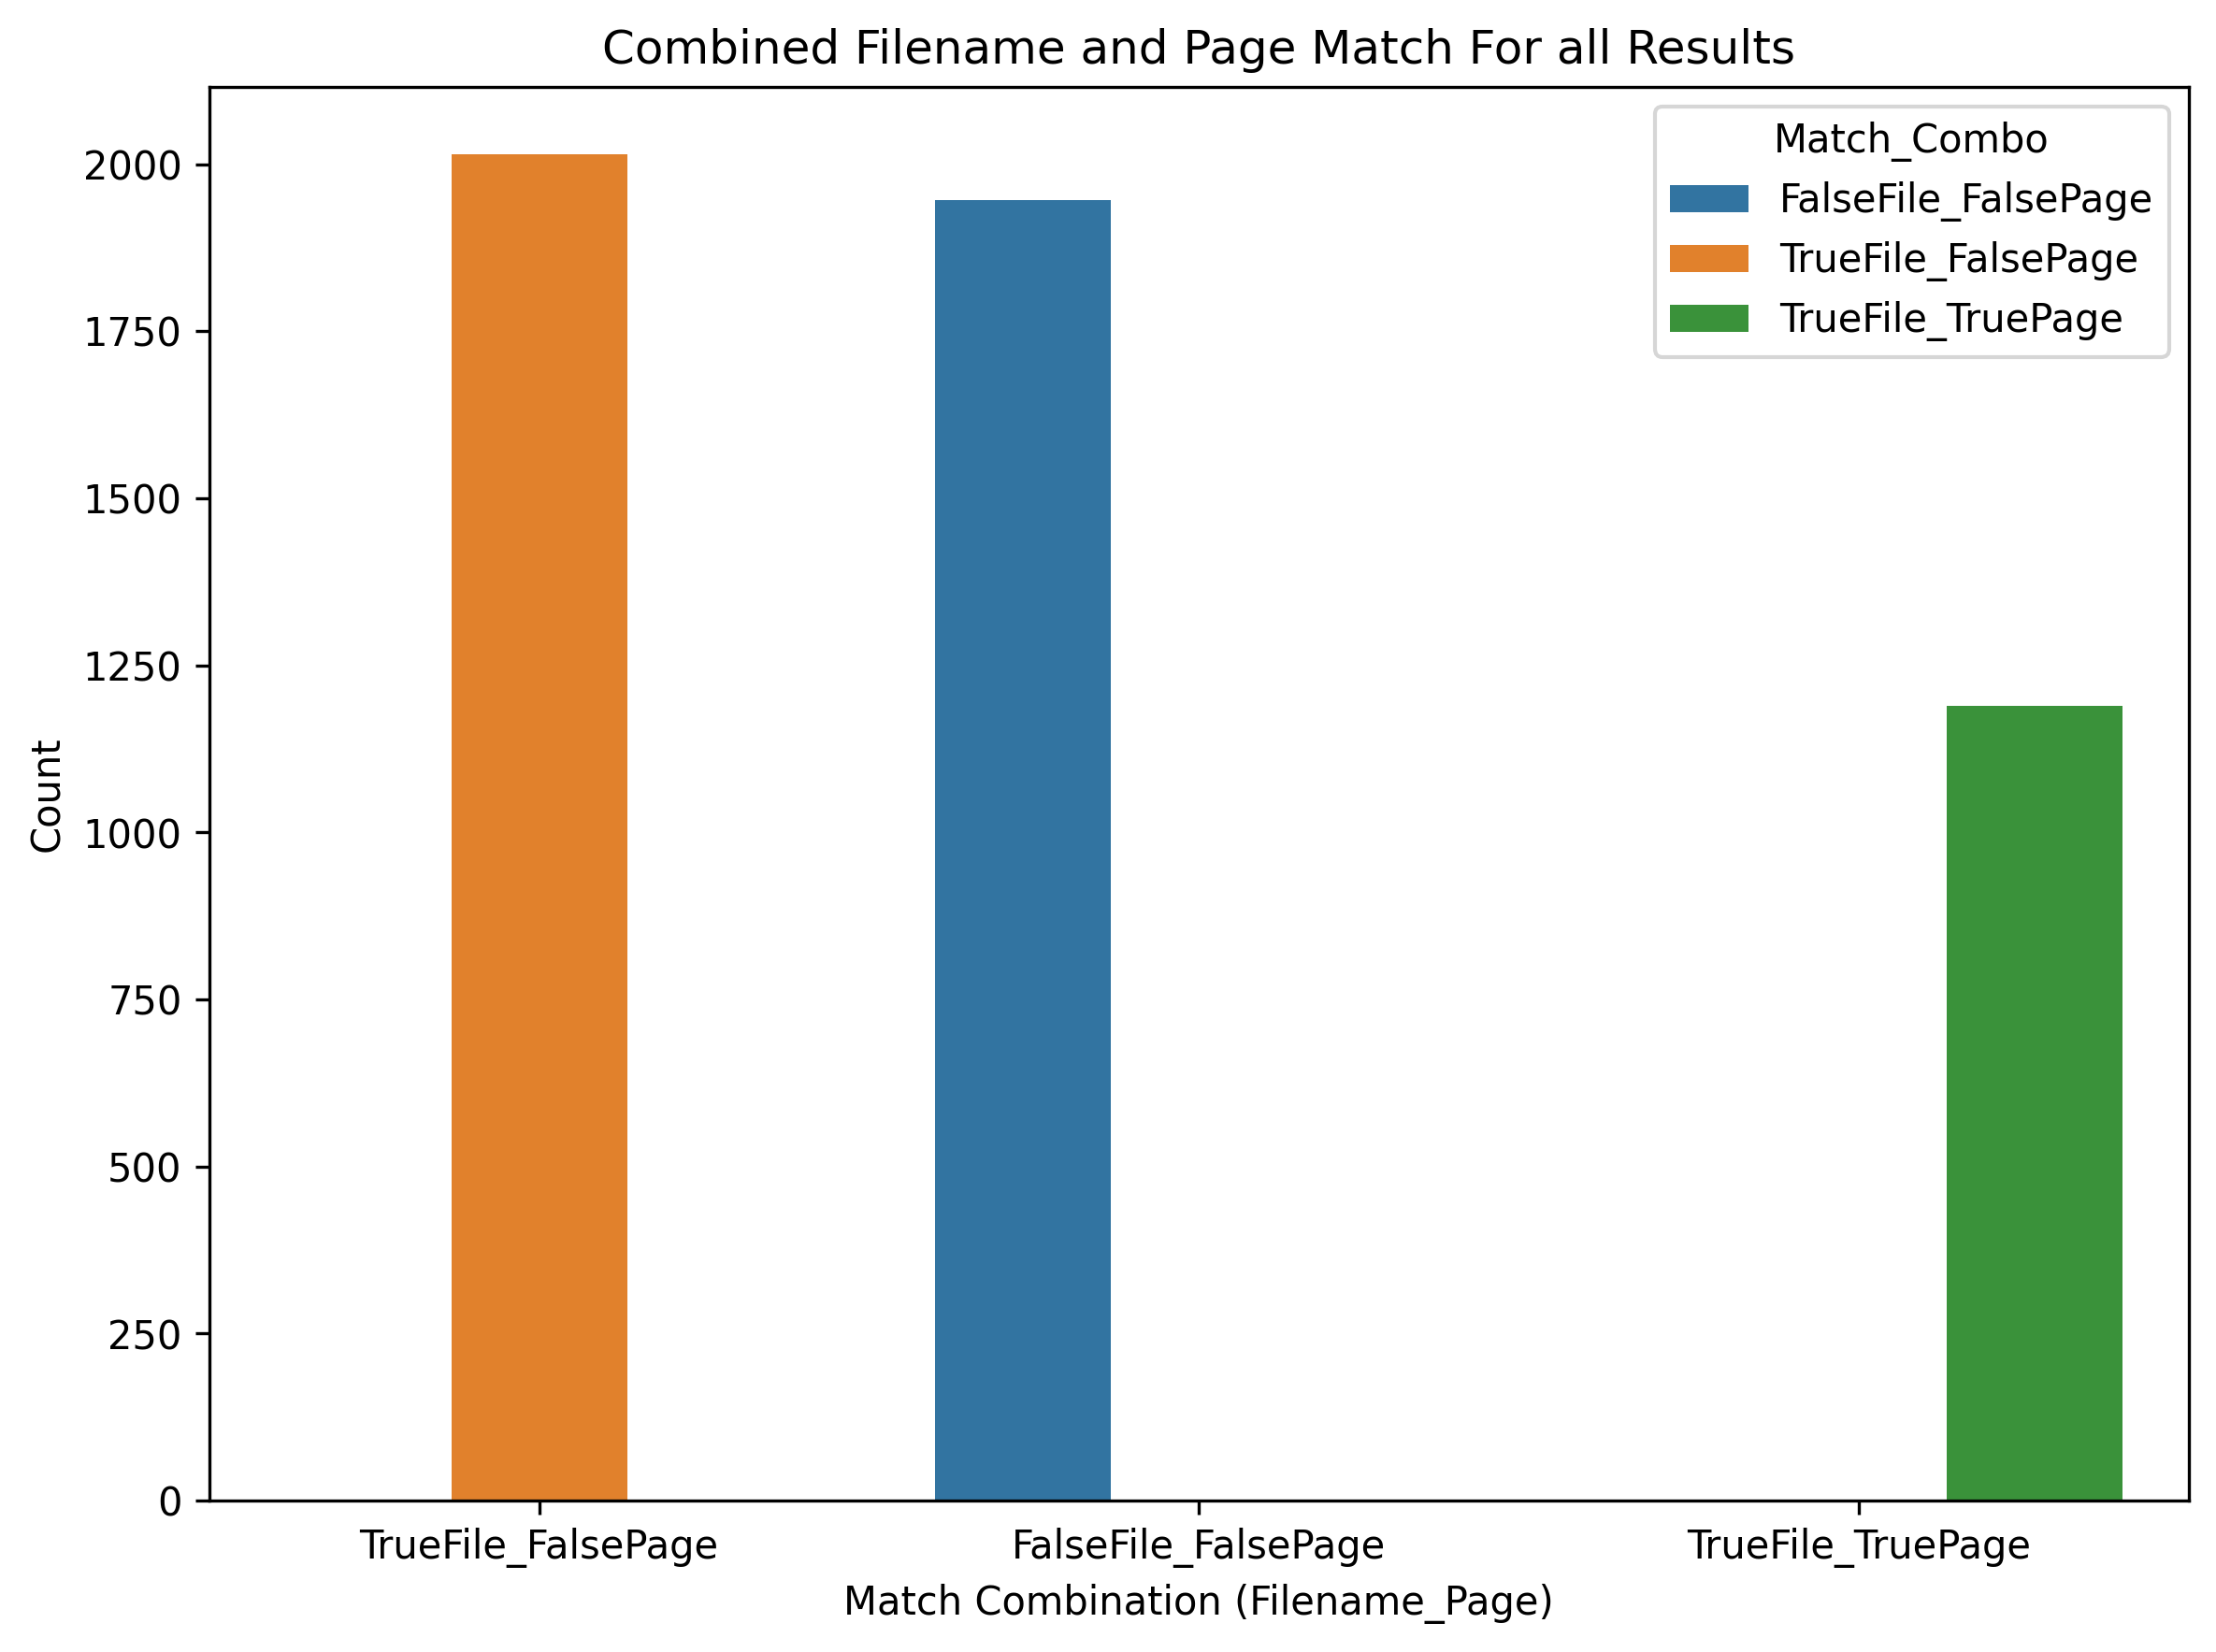 Combined Filename and Page Match For all Results
Match_Combo
FalseFile_FalsePage
TrueFile_FalsePage
TrueFile_TruePage
Count
2000
1750
1500
1250
1000
750
500
250
0
TrueFile_FalsePage
FalseFile_FalsePage
TrueFile_TruePage
Match Combination (Filename_Page)